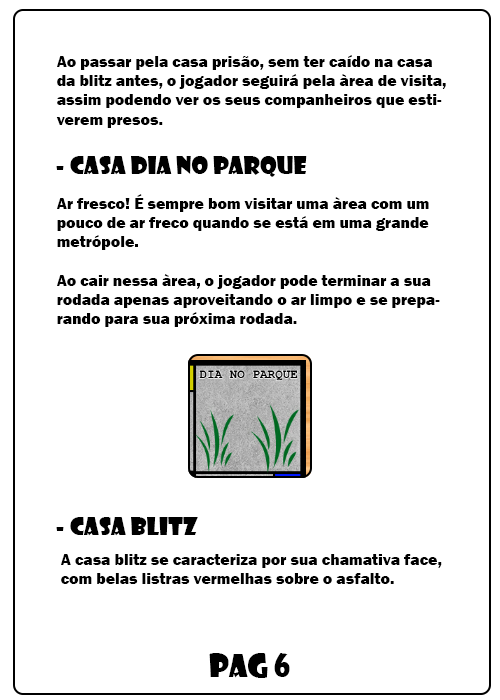 Ao passar pela casa prisão, sem ter caído na casa
da blitz antes, o jogador seguirá pela àrea de visita,
assim podendo ver os seus companheiros que esti-
verem presos.
- CASA DIA NO PARQUE
Ar fresco! É sempre bom visitar uma àrea com um
pouco de ar freco quando se está em uma grande
metrópole.
Ao cair nessa àrea, o jogador pode terminar a sua
rodada apenas aproveitando o ar limpo e se prepa-
rando para sua próxima rodada.
DIA NO PARQUE
- CASA BLITZ
A casa blitz se caracteriza por sua chamativa face,
com belas listras vermelhas sobre o asfalto.
PAG 6